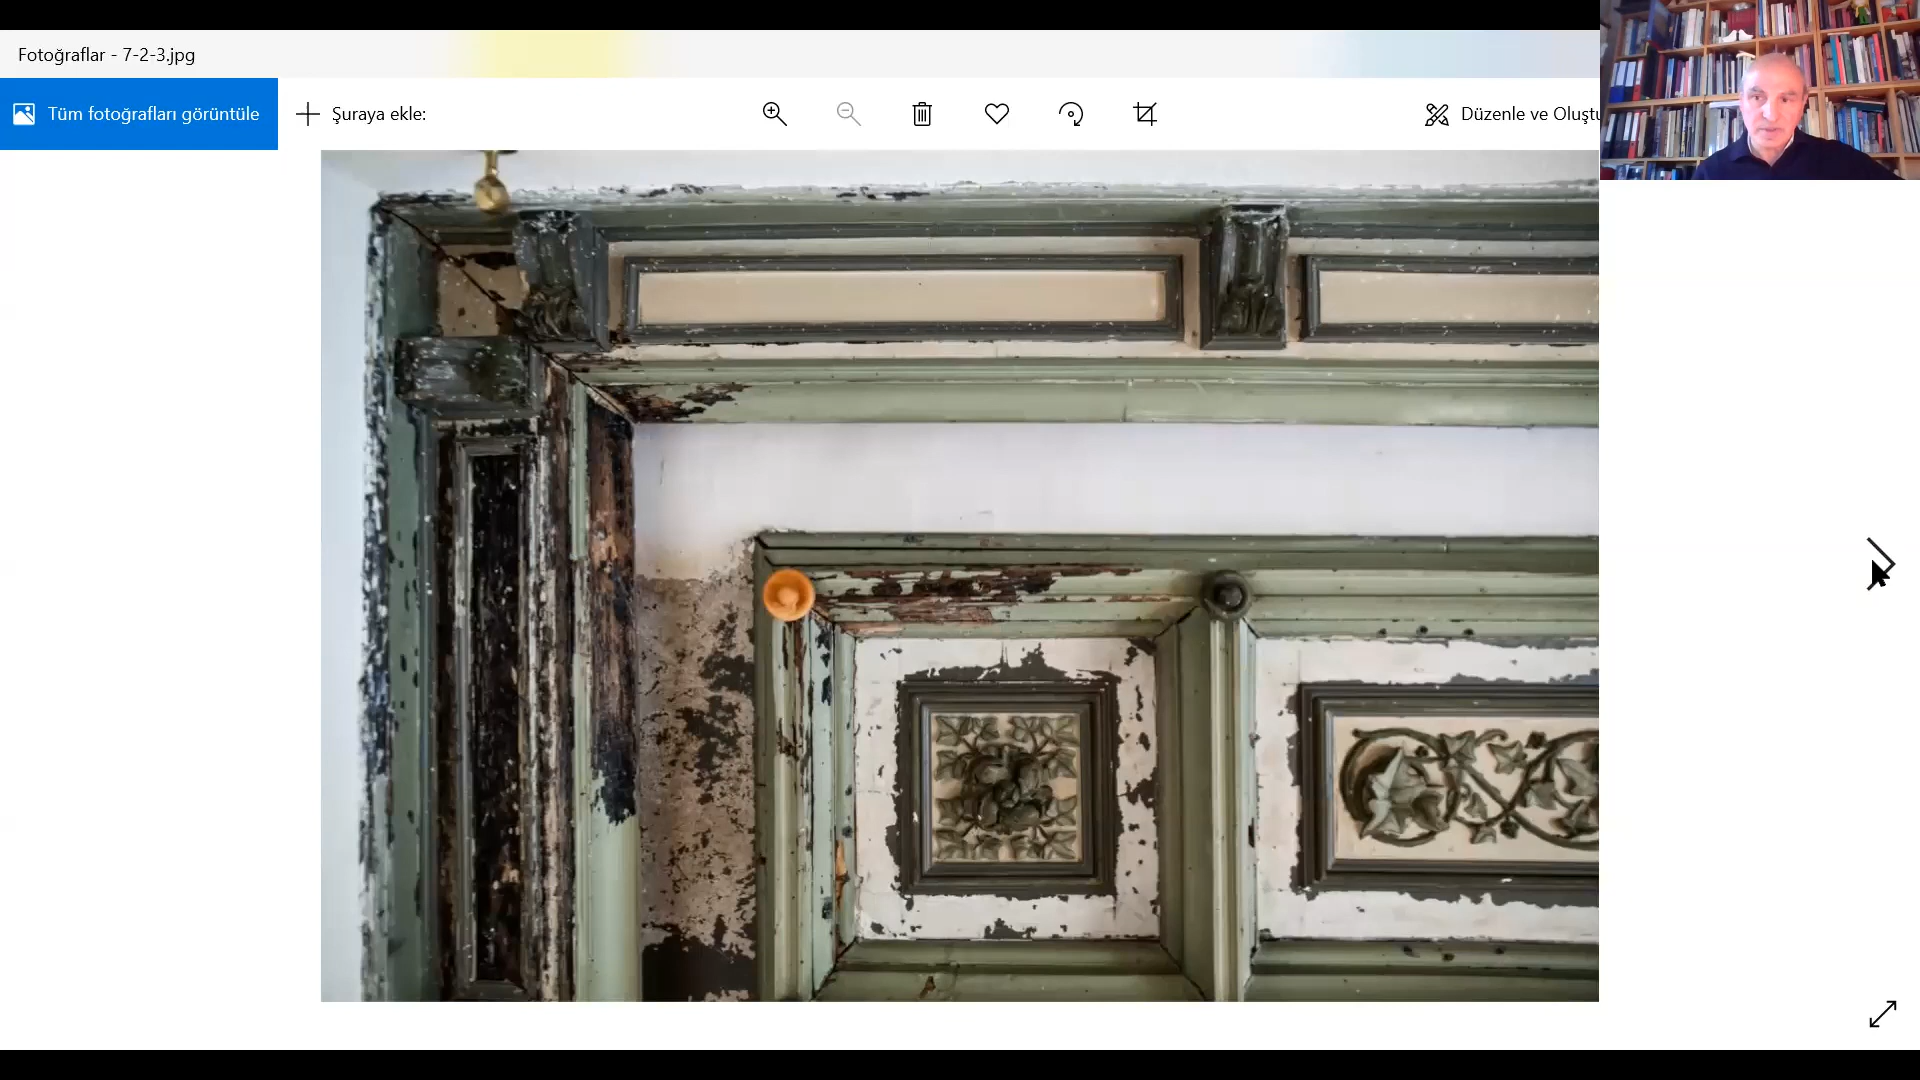 Fotoğraflar - 7-2-3.jpg
Tüm fotoğrafları görüntüle
Şuraya ekle:
Düzenle ve Oluştu